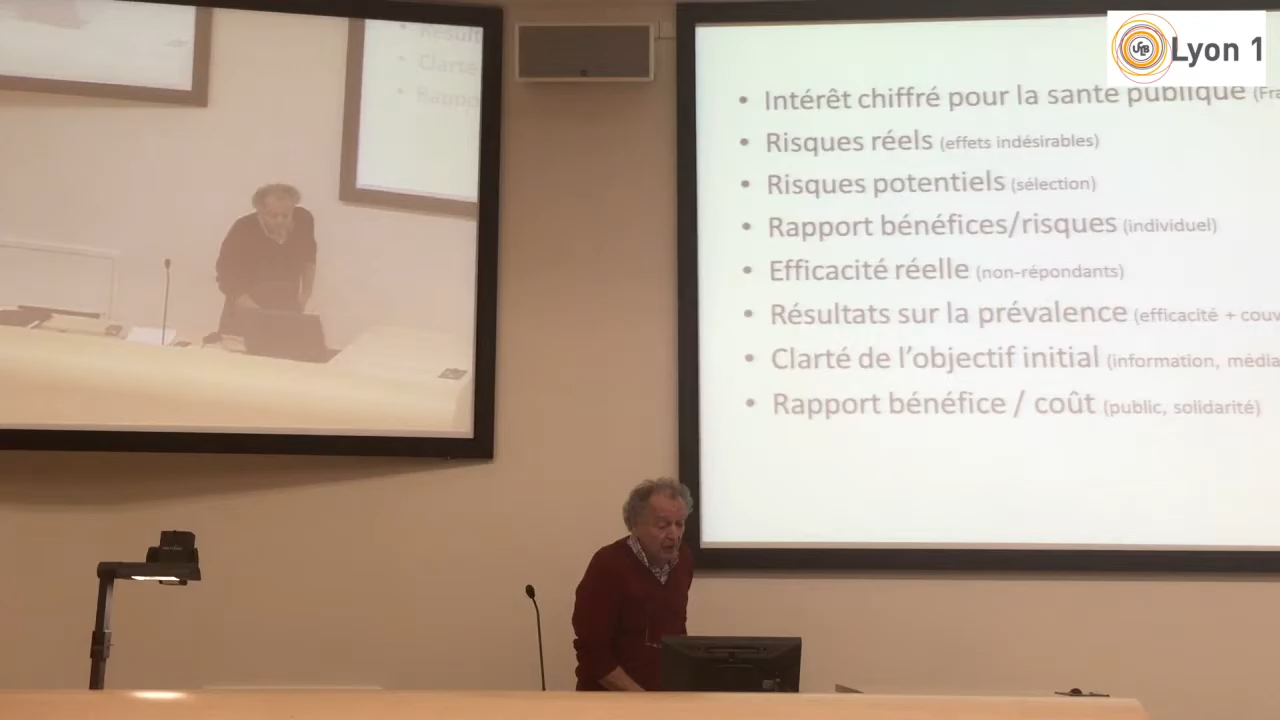 Lyon 1
UCB
Intérêt chiffré pour la santé publique
• Risques réels (effets indésirables)
• Risques potentiels (sélection)
• Rapport bénéfices/risques (individuel)
• Efficacité réelle (non-répondants)
• Résultats sur la prévalence (efficacité +
• Clarté de l'objectif initial (information,
• Rapport bénéfice / coût (public, solidarité)
Clarté